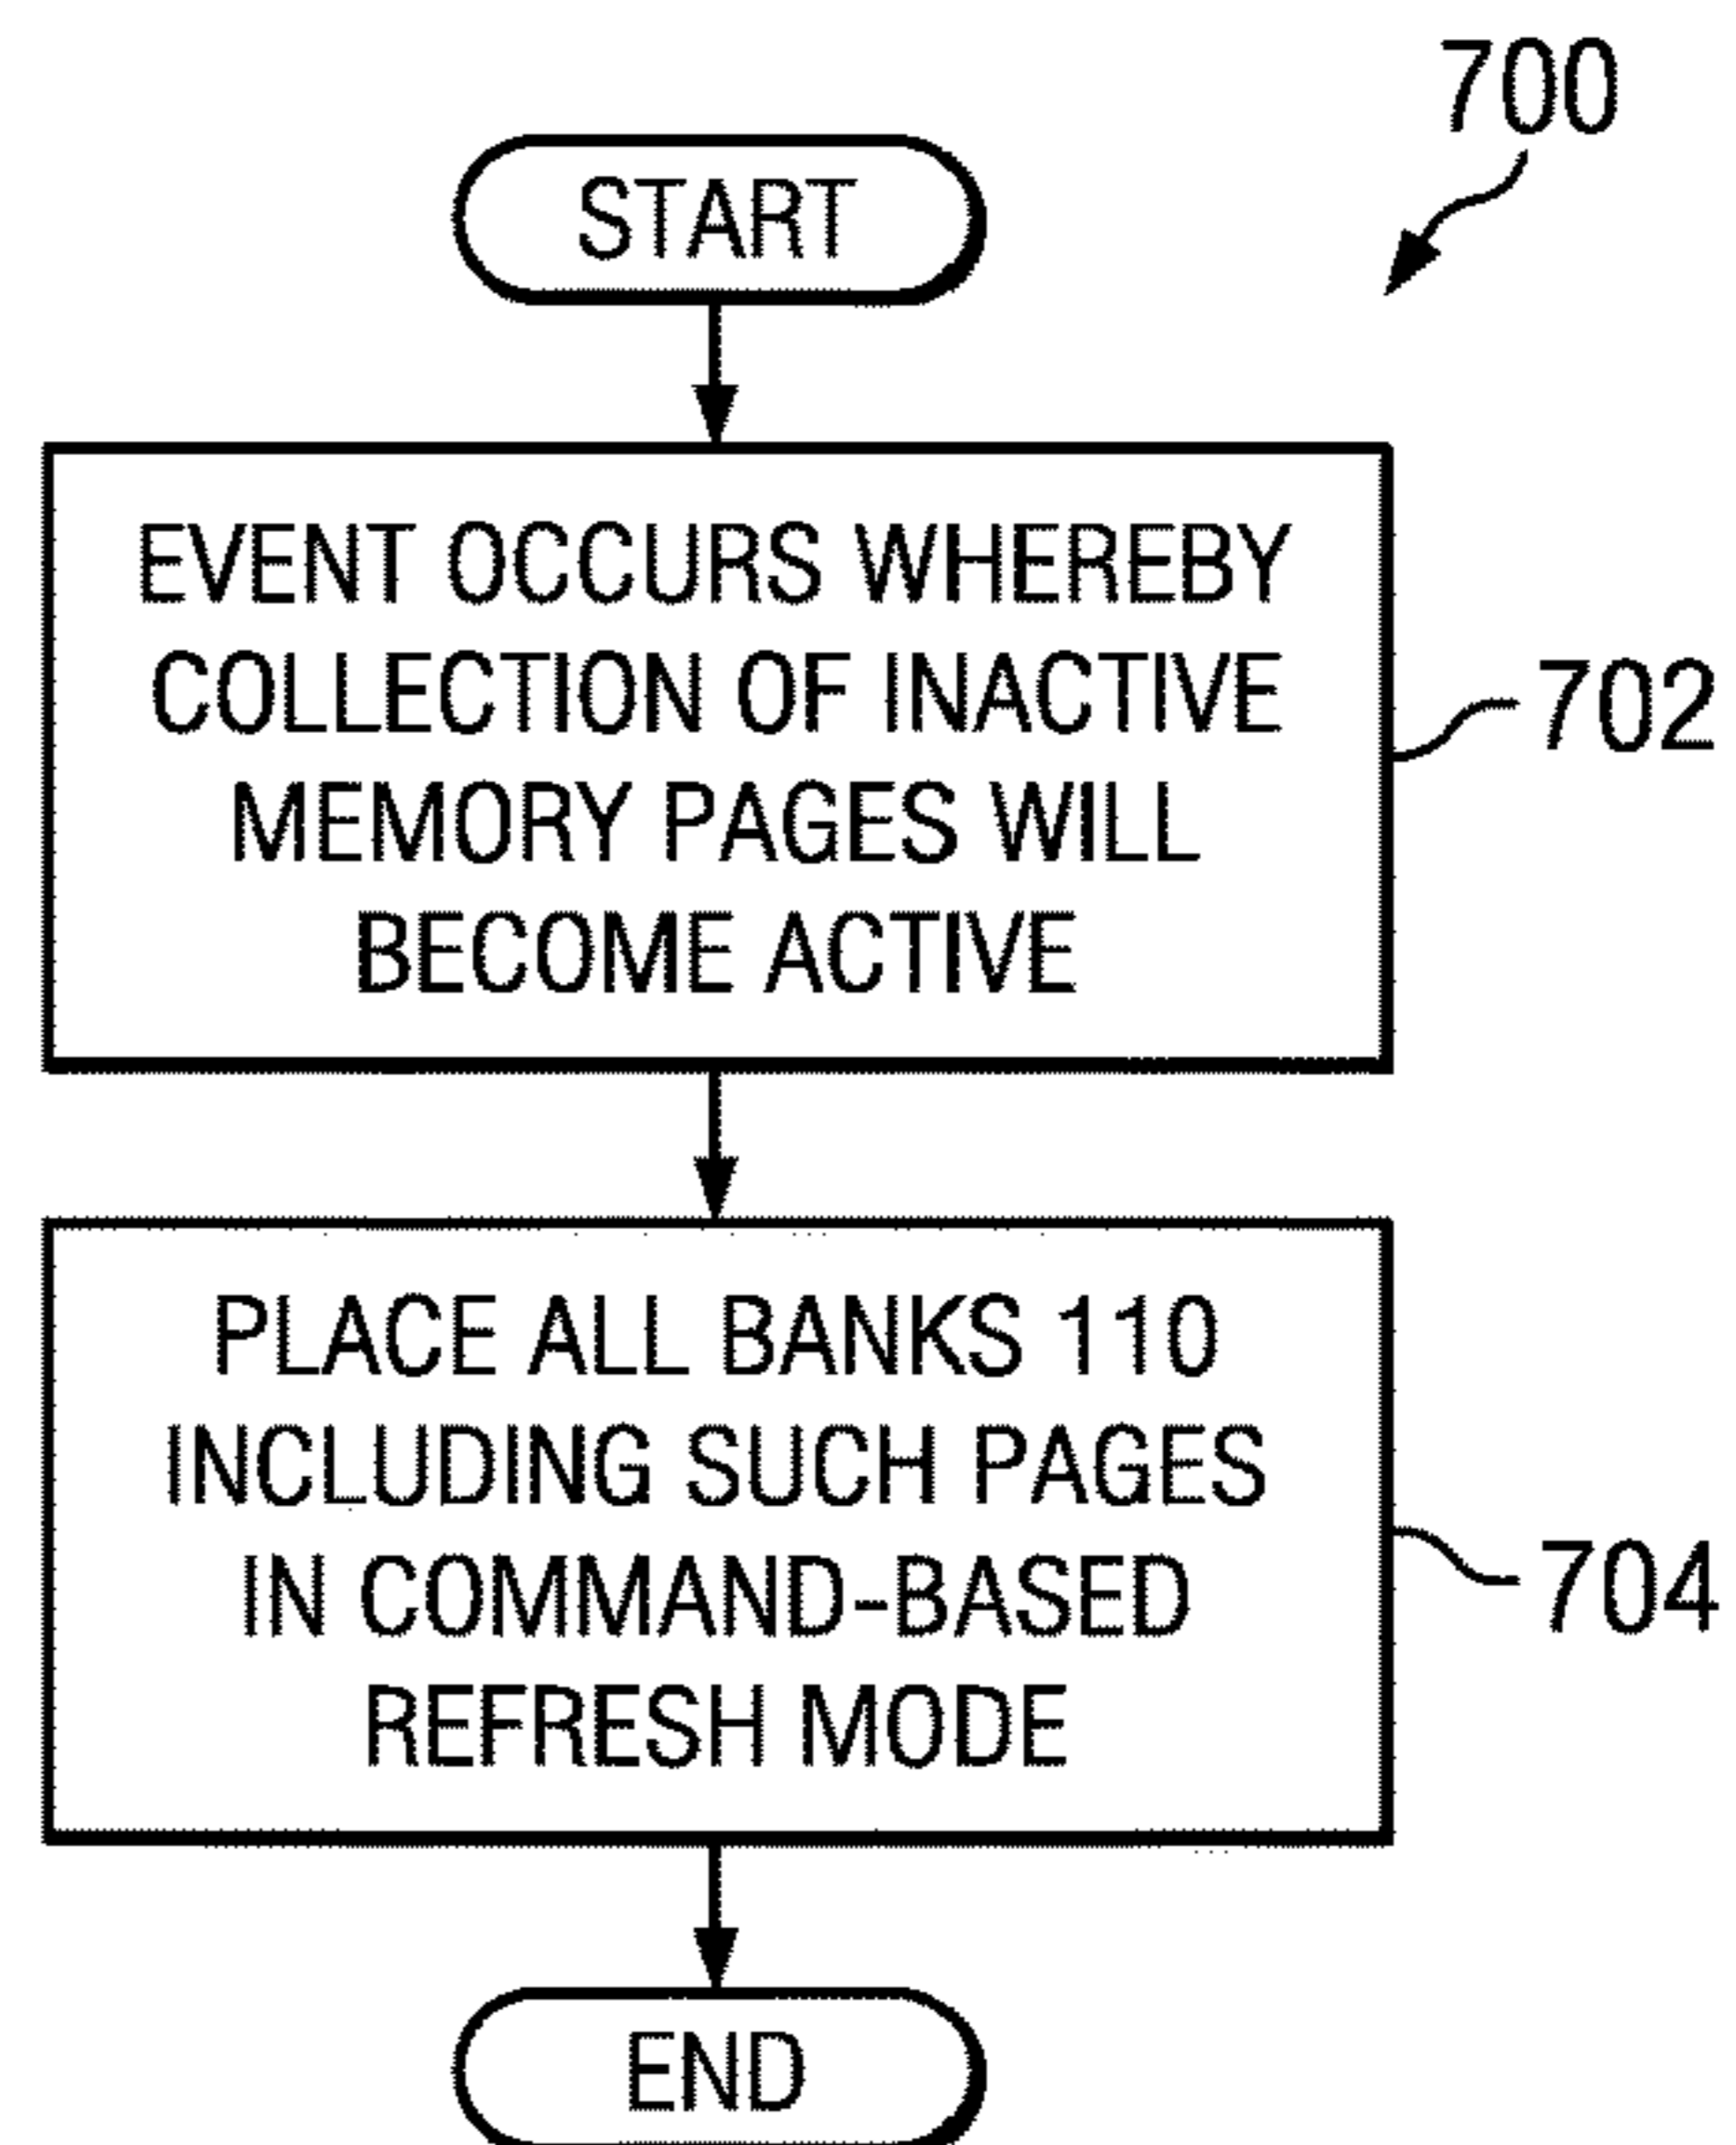 700
START
EVENT OCCURS WHEREBY
COLLECTION OF INACTIVE
MEMORY PAGES WILL
BECOME ACTIVE
702
PLACE ALL BANKS 110
INCLUDING SUCH PAGES
IN COMMAND-BASED
REFRESH MODE
704
END